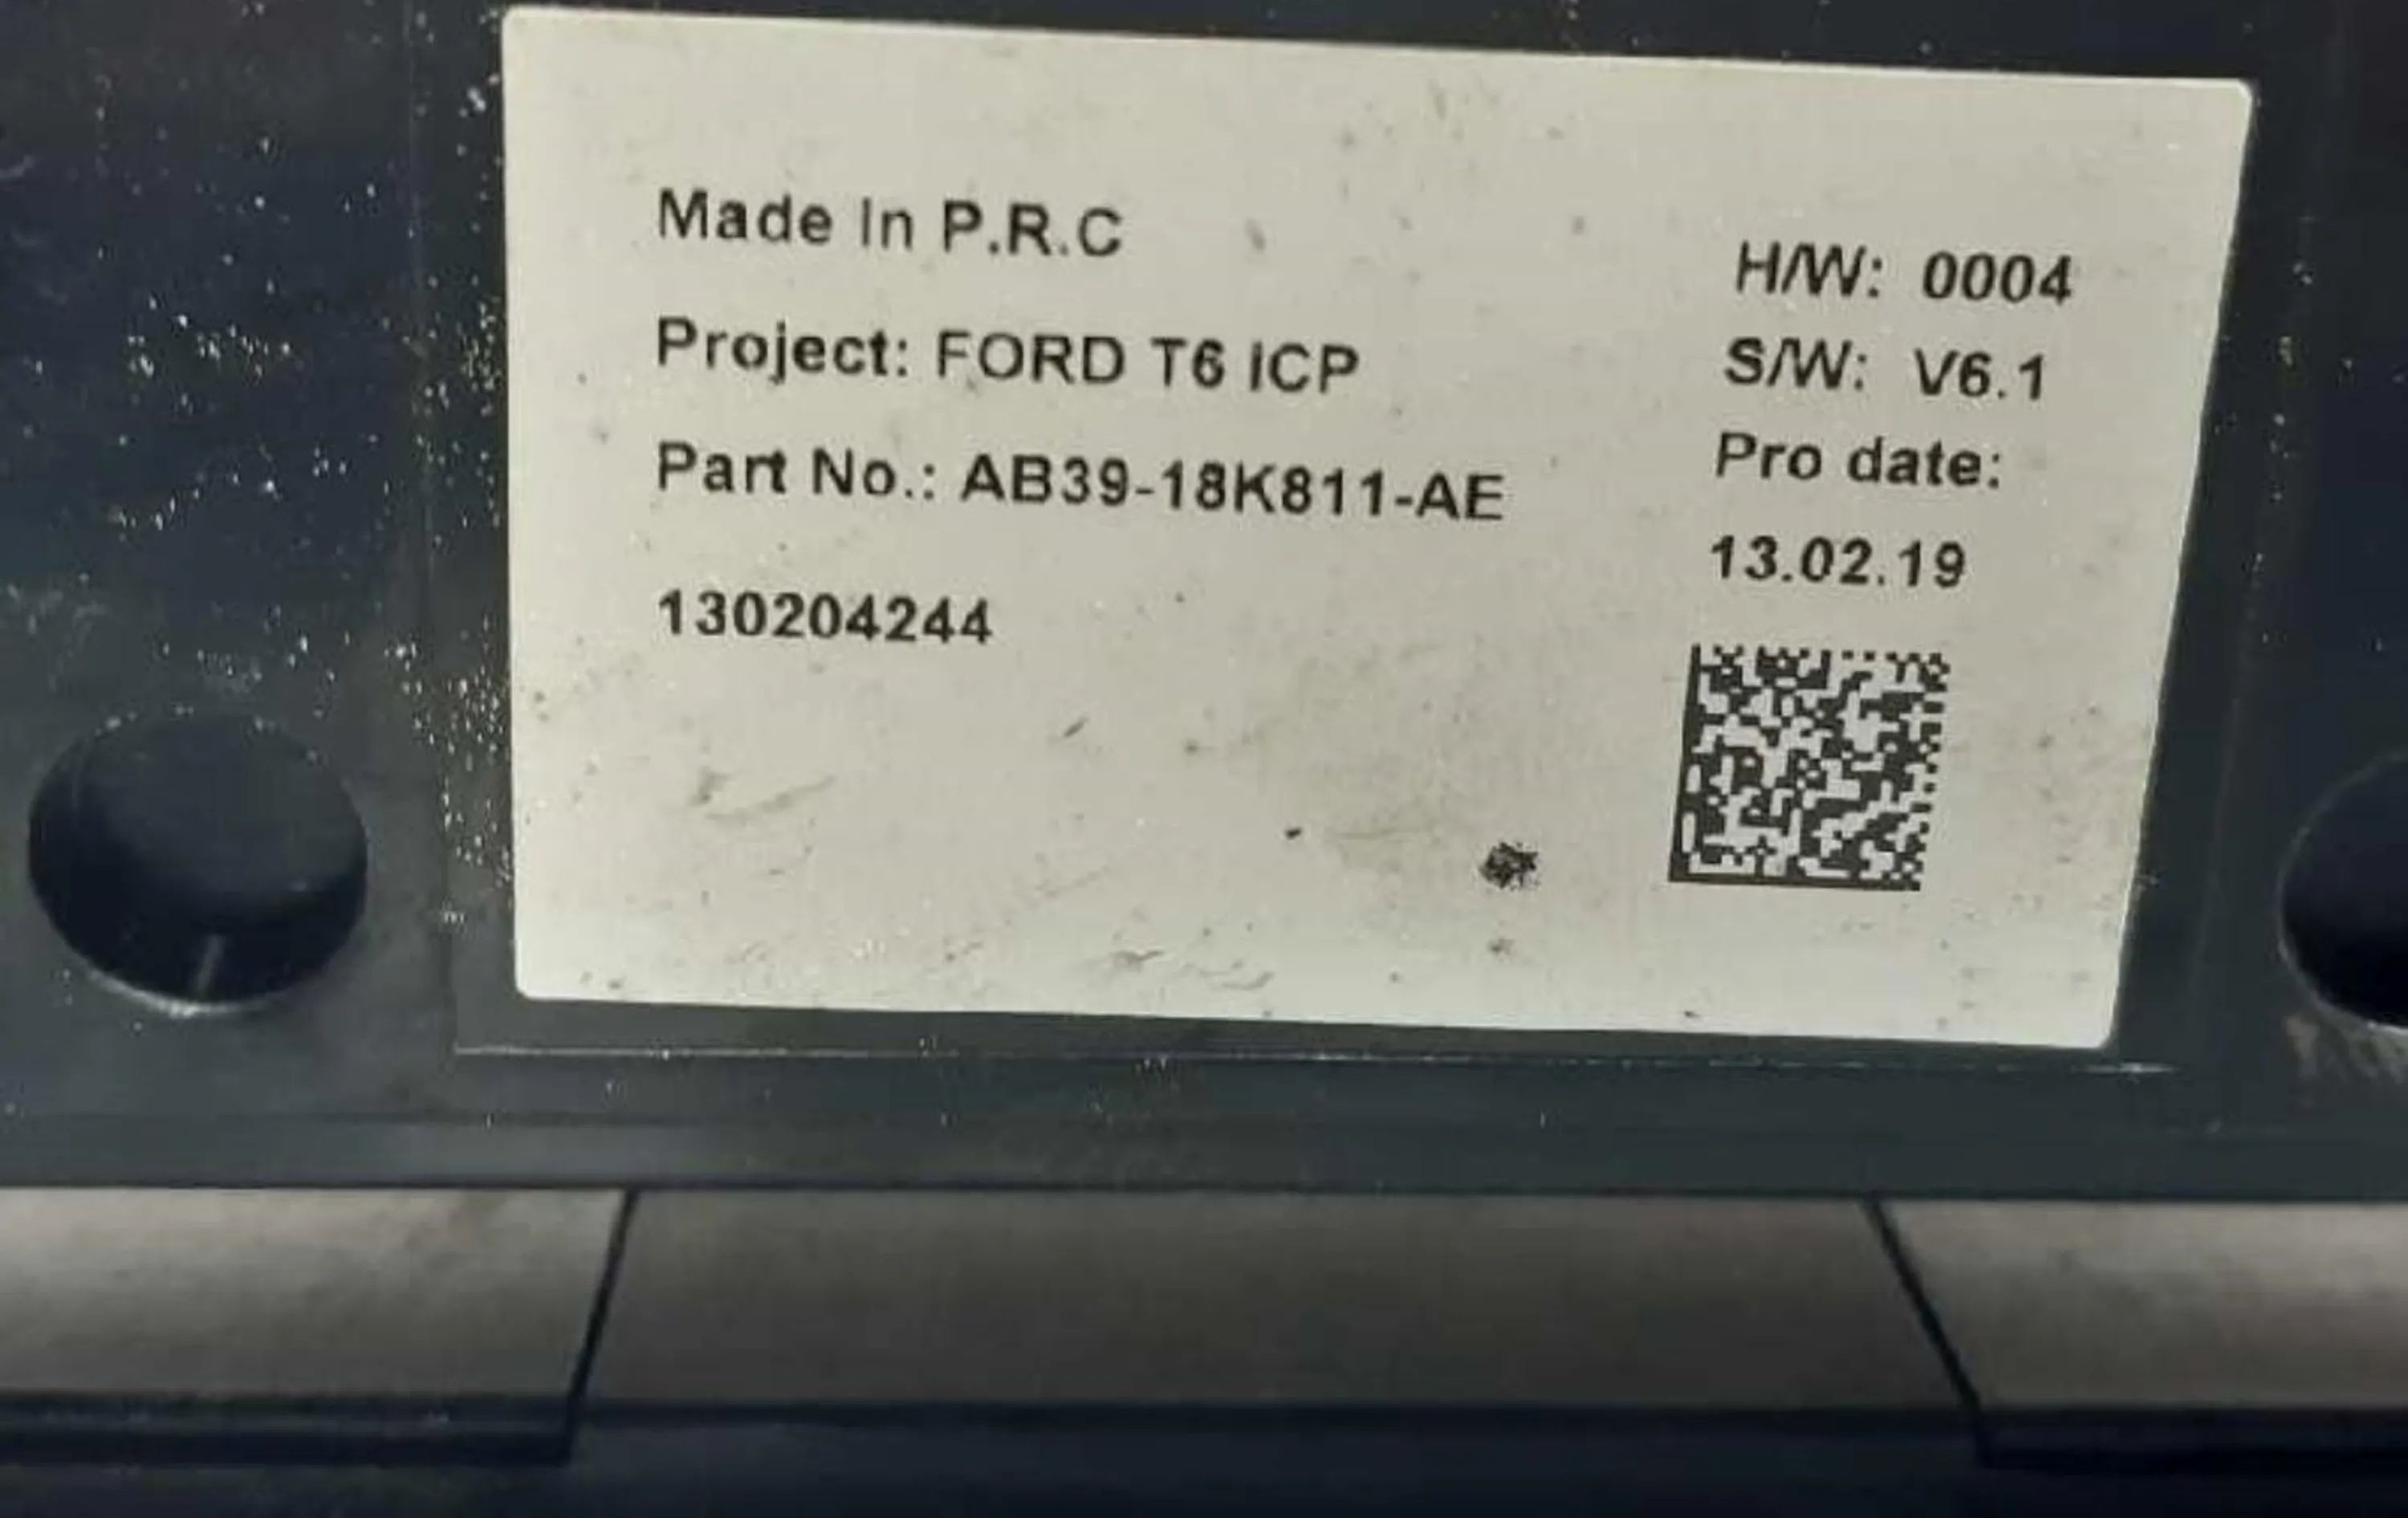 Made In P.R.C
Project: FORD T6 ICP
Part No.: AB39-18K811-AE
130204244
H/W: 0004
S/W: V6.1
Pro date:
13.02.19